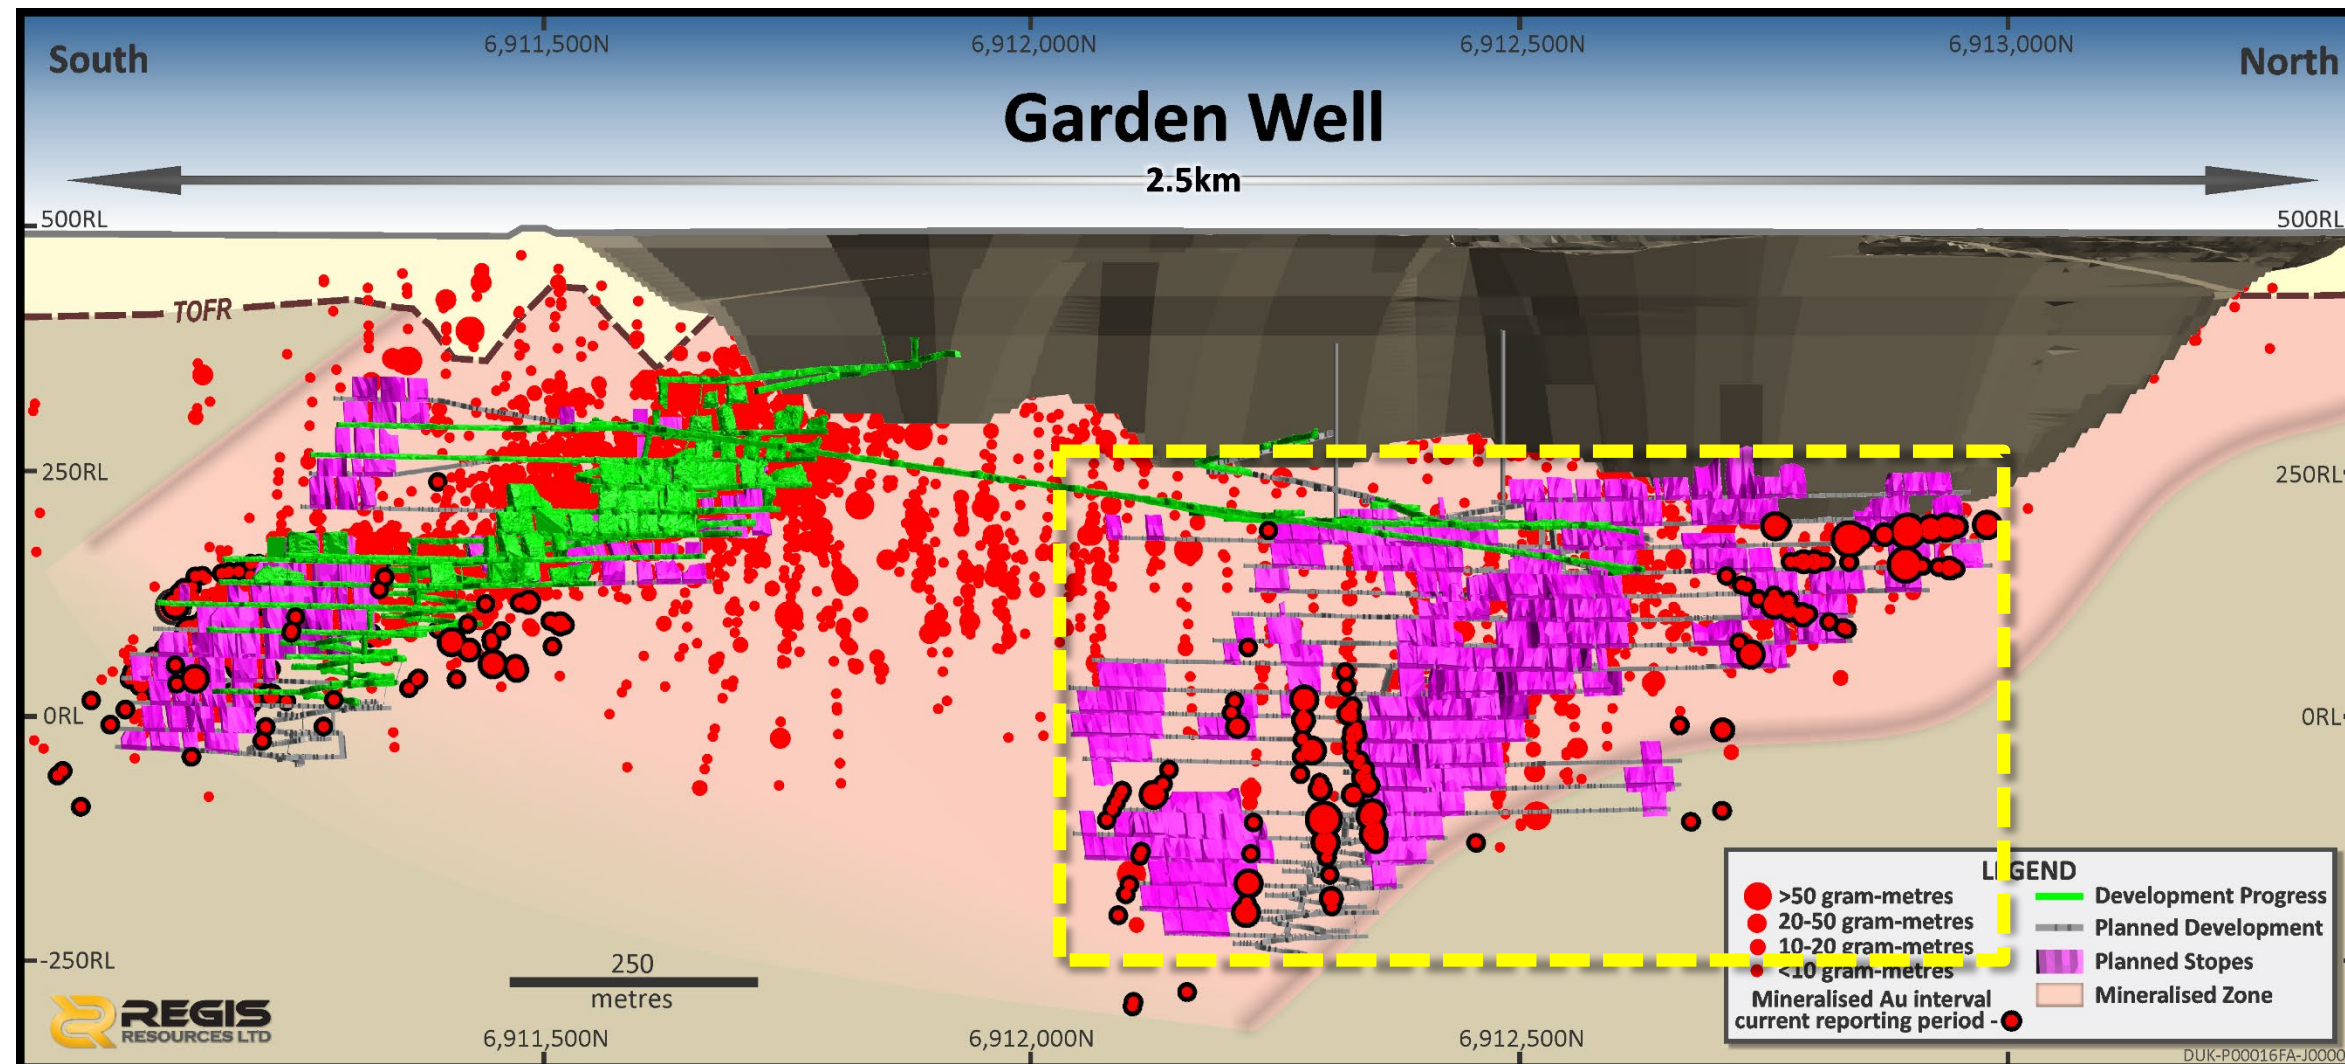 6,911,500N
6,912,000N
6,912,500N
6,913,000N
South
North
Garden Well
2.5km
500RL
500RL
TOFR
250RL
250RL
0RL
0RL
-250RL
250
metres
REGIS
RESOURCES LTD
LEGEND
>50 gram-metres
20-50 gram-metres
10-20 gram-metres
<10 gram-metres
Mineralised Au interval
current reporting period -
Development Progress
Planned Development
Planned Stopes
Mineralised Zone
6,911,500N
6,912,000N
6,912,500N
DUK-P00016FA-J0000